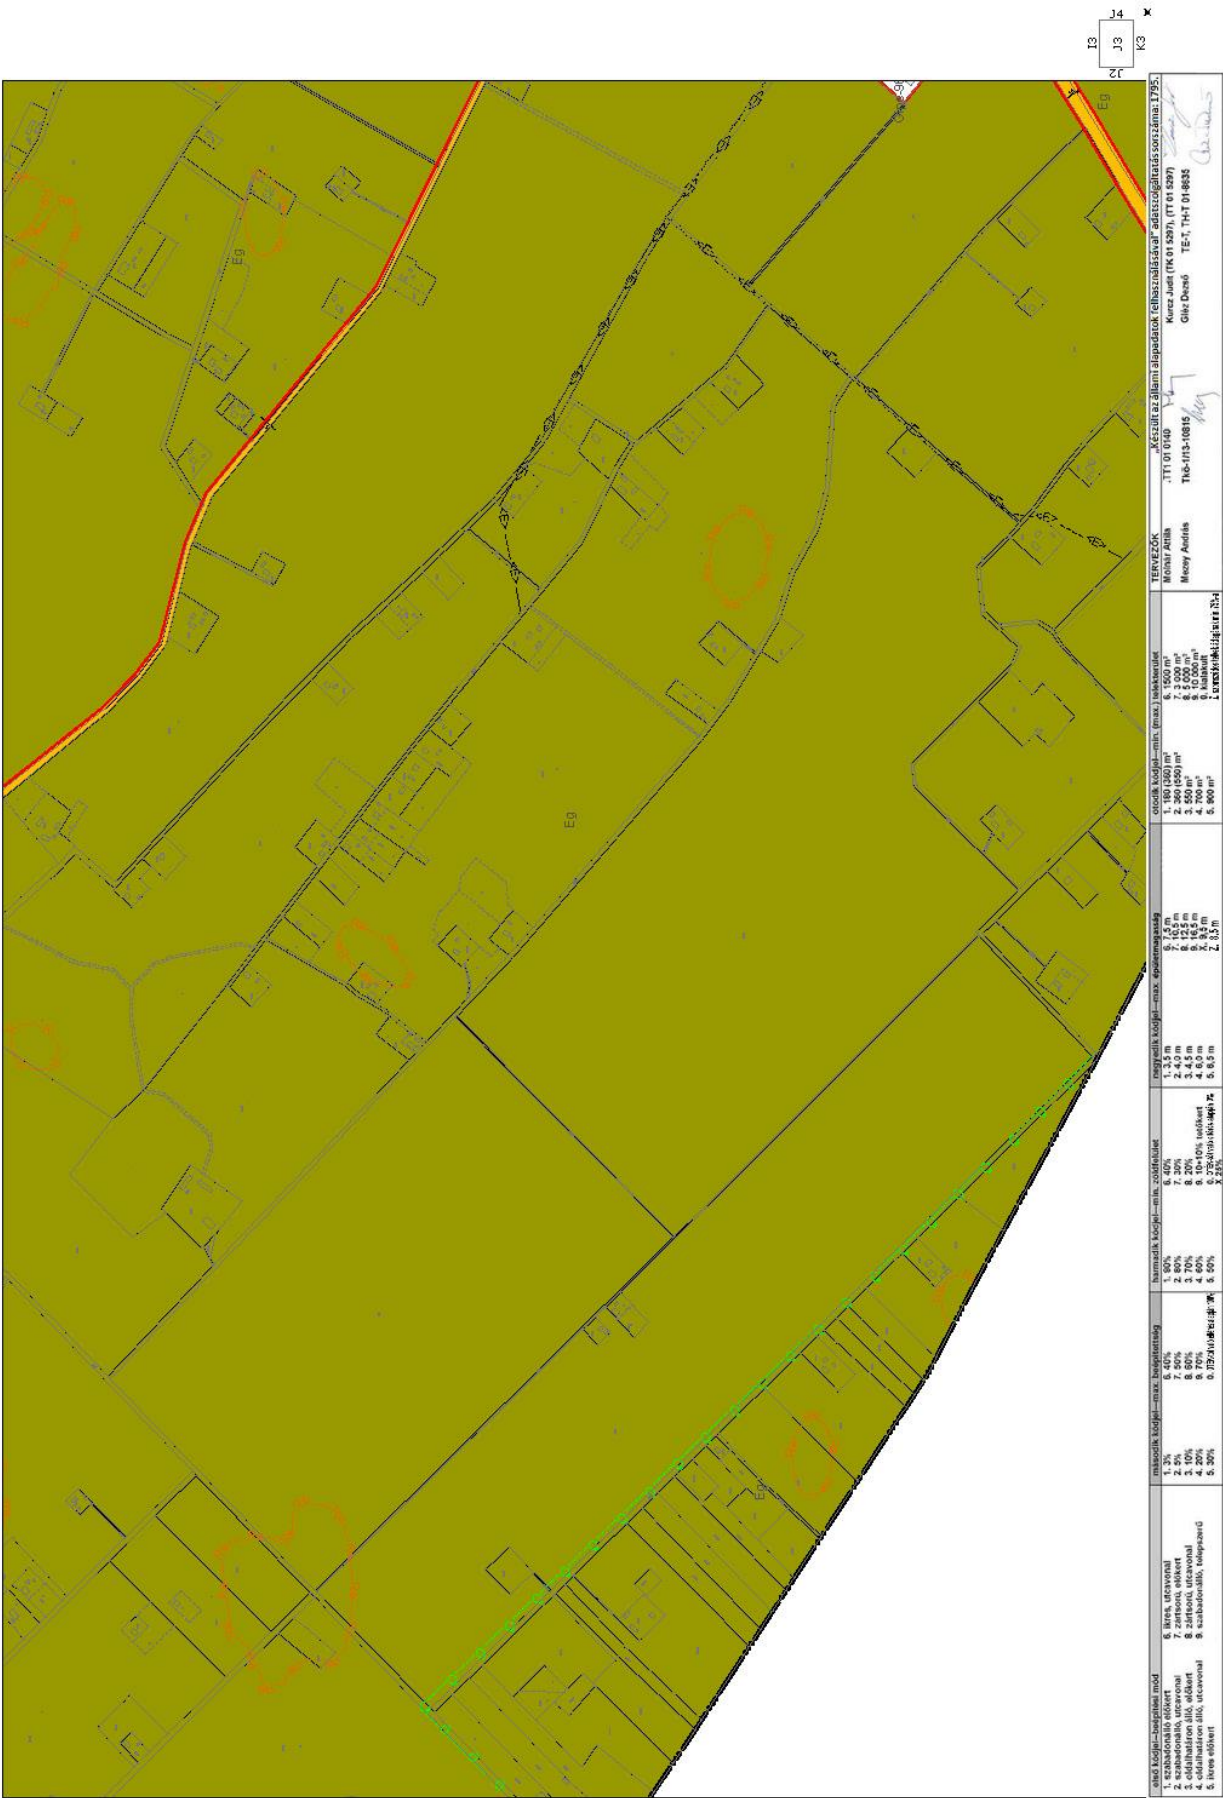 I3
J2 J3 J4
K3
Eg
Eg
Eg
Eg
első kódjel—beépítési mód
1. szabadonálló előkert
2. szabadonálló, utcavonal
3. oldalhatáron álló, előkert
4. oldalhatáron álló, utcavonal
5. ikres előkert
6. ikres, utcavonal
7. zártsorú, előkert
8. zártsorú, utcavonal
9. szabadonálló, telepszerű
második kódjel—max. beépítettség
1. 3%
2. 5%
3. 10%
4. 20%
5. 30%
6. 40%
7. 50%
8. 60%
9. 70%
harmadik kódjel—min. zöldfelület
1. 90%
2. 80%
3. 70%
4. 60%
5. 50%
6. 40%
7. 30%
8. 20%
9. 10+10% tetőkert
X 25%
negyedik kódjel—max. épületmagasság
1. 3,5 m
2. 4,0 m
3. 4,5 m
4. 6,0 m
5. 6,5 m
6. 7,5 m
7. 10,5 m
8. 12,5 m
9. 16,5 m
X. 9,5 m
Z. 8,5 m
ötödik kódjel—min. (max.) telekterület
1. 180 (360) m²
2. 360 (550) m²
3. 550 m²
4. 700 m²
5. 900 m²
6. 1500 m²
7. 3 000 m²
8. 5 000 m²
9. 10 000 m²
0. kialakult
TERVEZŐK
„Készült az állami alapadatok felhasználásával” adatszolgáltatás sorszáma: 1795.
Molnár Attila .TT1 01 0140 Kurcz Judit (TK 01 5297), (TT 01 5297)
Mezey András Tkö-1/13-10815 Gléz Dezső TE-T, TH-T 01-8635